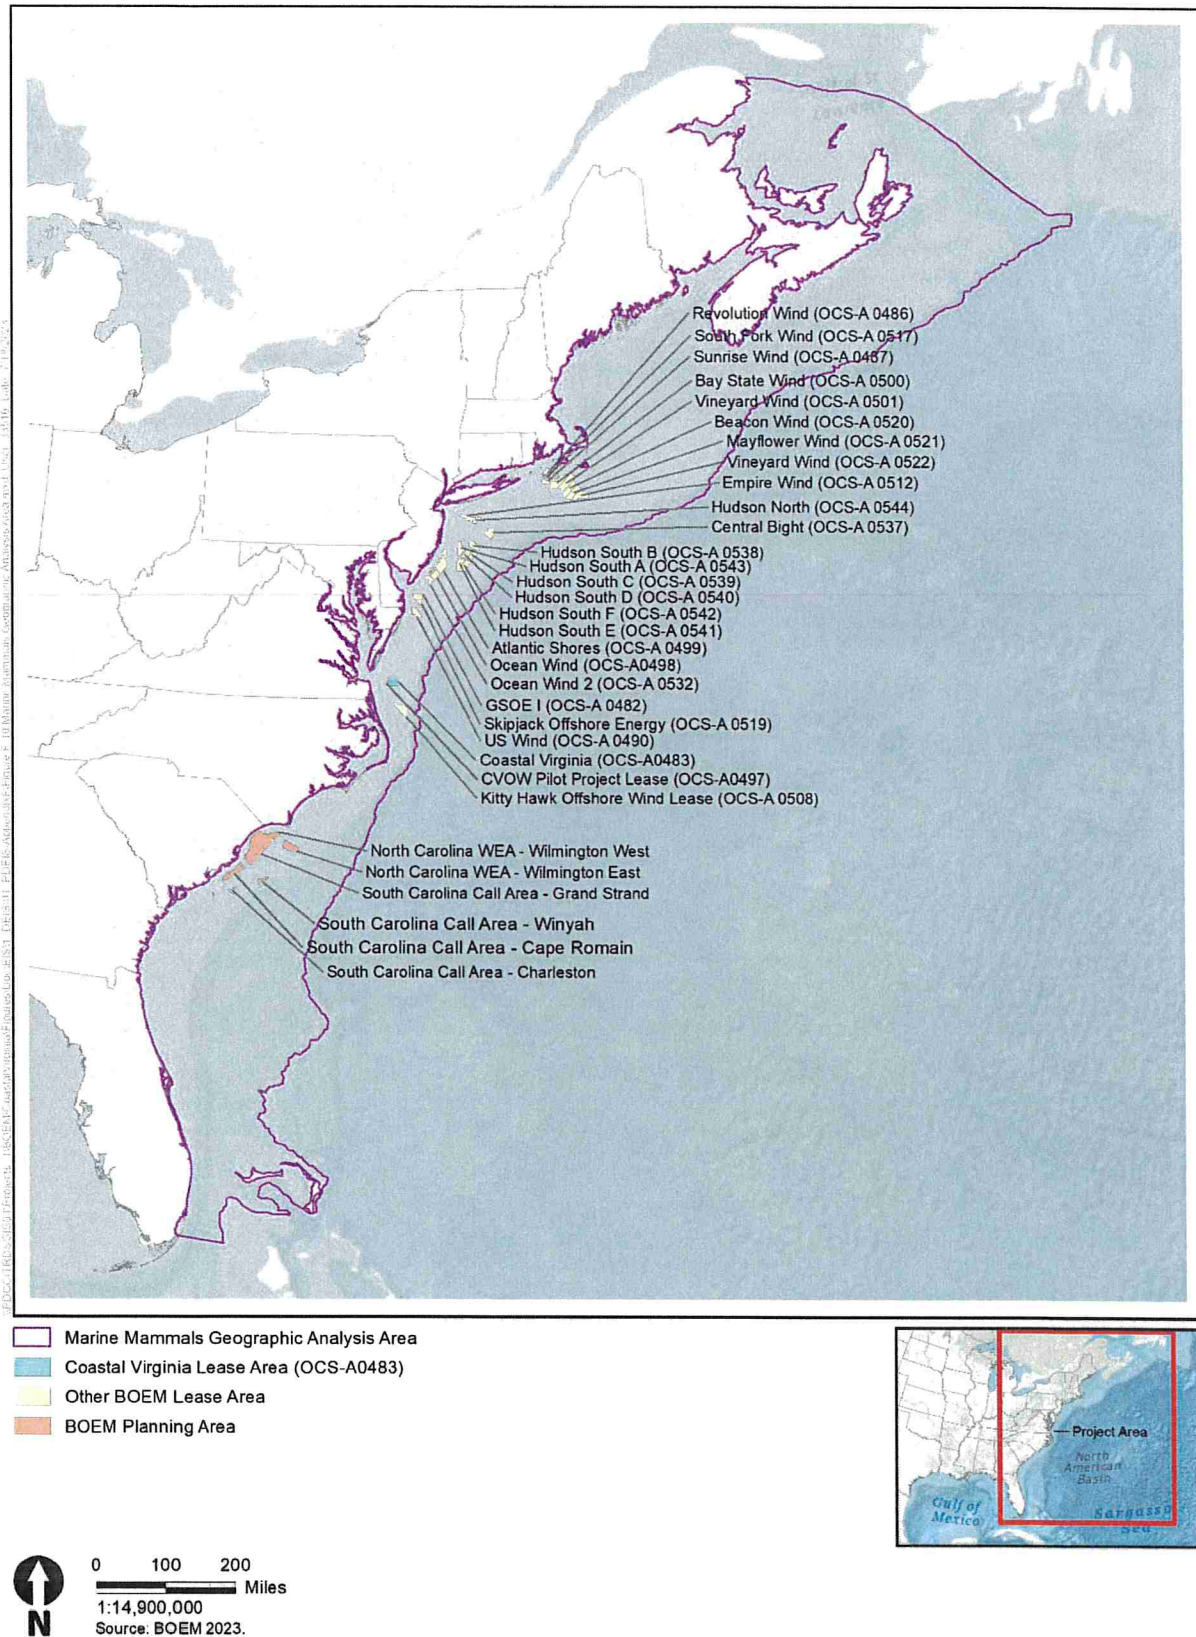 Revolution Wind (OCS-A 0486)
South Fork Wind (OCS-A 0517)
Sunrise Wind (OCS-A 0487)
Bay State Wind (OCS-A 0500)
Vineyard Wind (OCS-A 0501)
Beacon Wind (OCS-A 0520)
Mayflower Wind (OCS-A 0521)
Vineyard Wind (OCS-A 0522)
Empire Wind (OCS-A 0512)
Hudson North (OCS-A 0544)
Central Bight (OCS-A 0537)
Hudson South B (OCS-A 0538)
Hudson South A (OCS-A 0543)
Hudson South C (OCS-A 0539)
Hudson South D (OCS-A 0540)
Hudson South F (OCS-A 0542)
Hudson South E (OCS-A 0541)
Atlantic Shores (OCS-A 0499)
Ocean Wind (OCS-A0498)
Ocean Wind 2 (OCS-A 0532)
GSOE I (OCS-A 0482)
Skipjack Offshore Energy (OCS-A 0519)
US Wind (OCS-A 0490)
Coastal Virginia (OCS-A0483)
CVOW Pilot Project Lease (OCS-A0497)
Kitty Hawk Offshore Wind Lease (OCS-A 0508)
North Carolina WEA - Wilmington West
North Carolina WEA - Wilmington East
South Carolina Call Area - Grand Strand
South Carolina Call Area - Winyah
South Carolina Call Area - Cape Romain
South Carolina Call Area - Charleston
Marine Mammals Geographic Analysis Area
Coastal Virginia Lease Area (OCS-A0483)
Other BOEM Lease Area
BOEM Planning Area
Project Area
North
American
Basin
Gulf of
Mexico
Sargasso
Sea
0 100 200
Miles
1:14,900,000
Source: BOEM 2023.
N